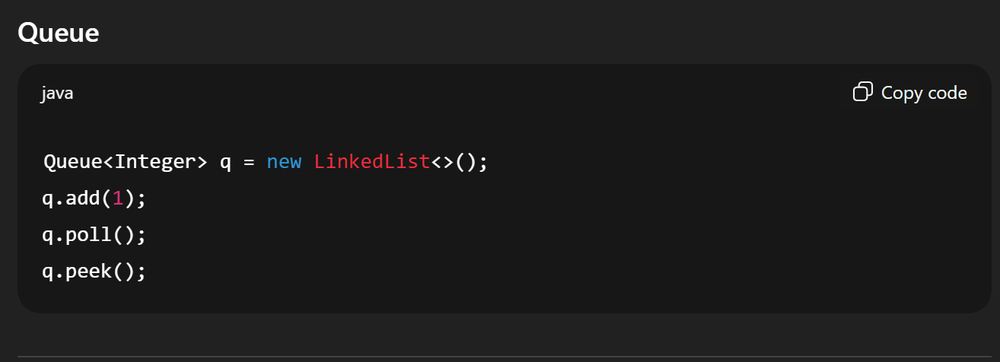 Queue
java
Copy code
Queue<Integer> q = new LinkedList<>();
q.add(1);
q.poll();
q.peek();